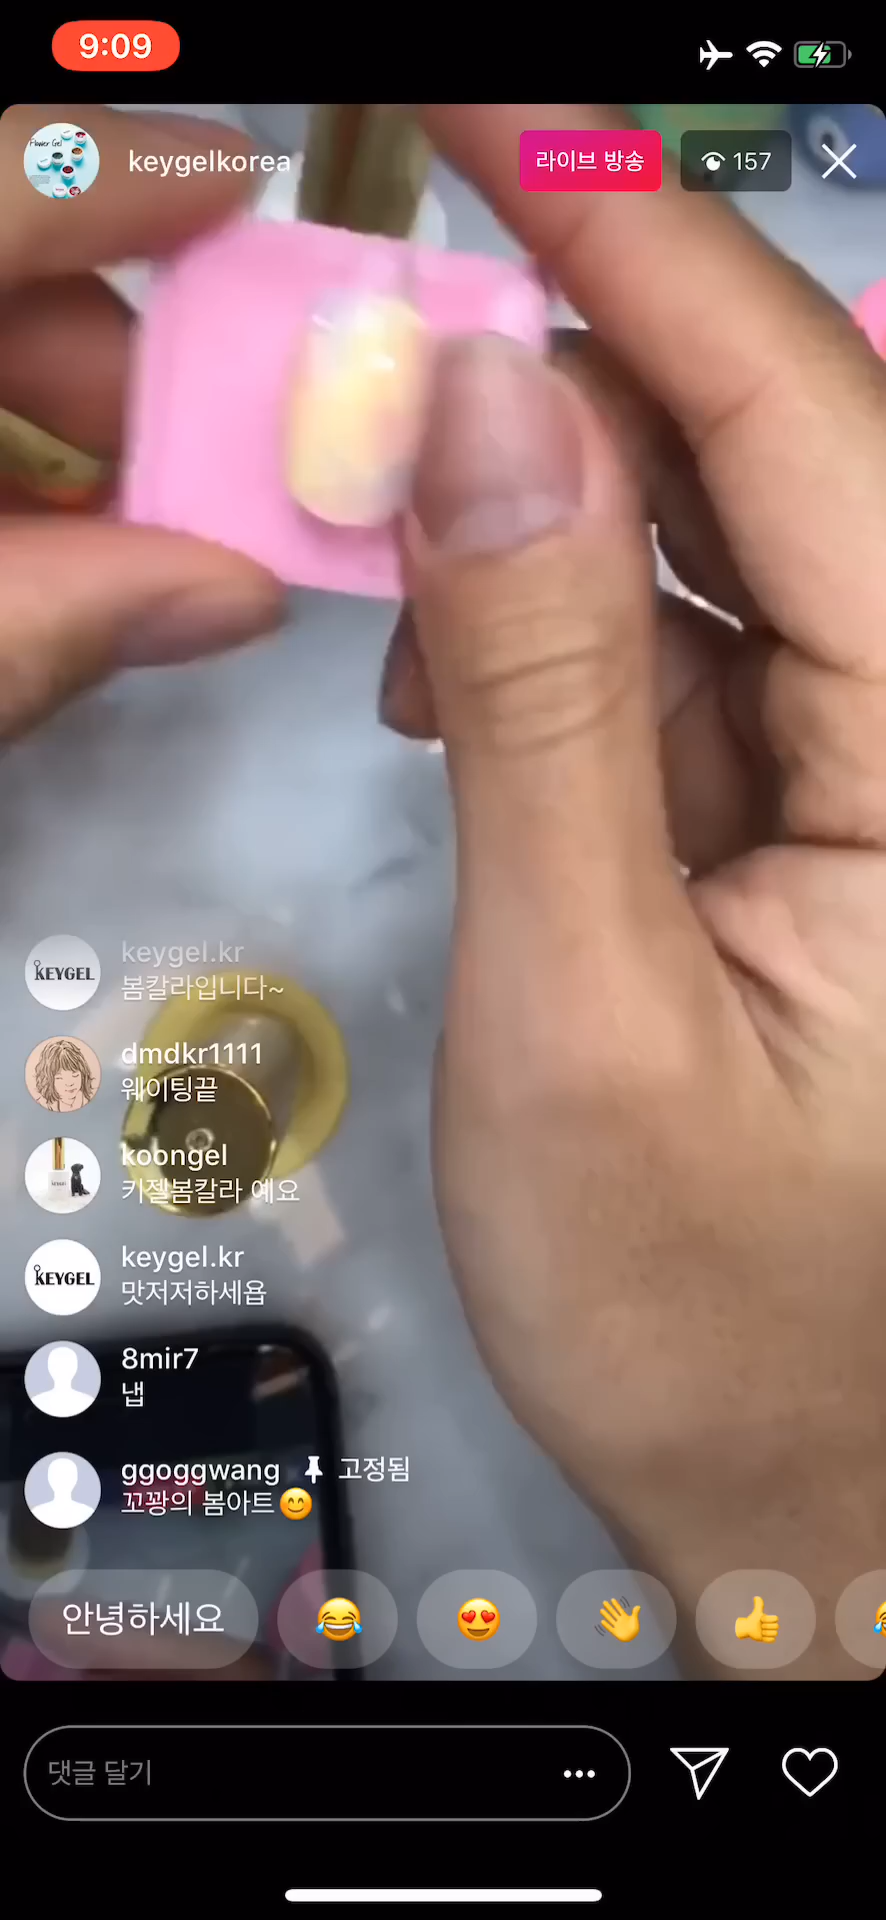 9:09
keygelkorea
라이브 방송
157
keygel.kr
KEYGEL
봄칼라입니다~
dmdkr1111
웨이팅끝
koongel
키젤봄칼라 예요
keygel.kr
KEYGEL
맛저저하세욥
8mir7
냅
ggoggwang 고정됨
꼬꽝의 봄아트😊
안녕하세요 😂 😍 👋 👍
댓글 달기